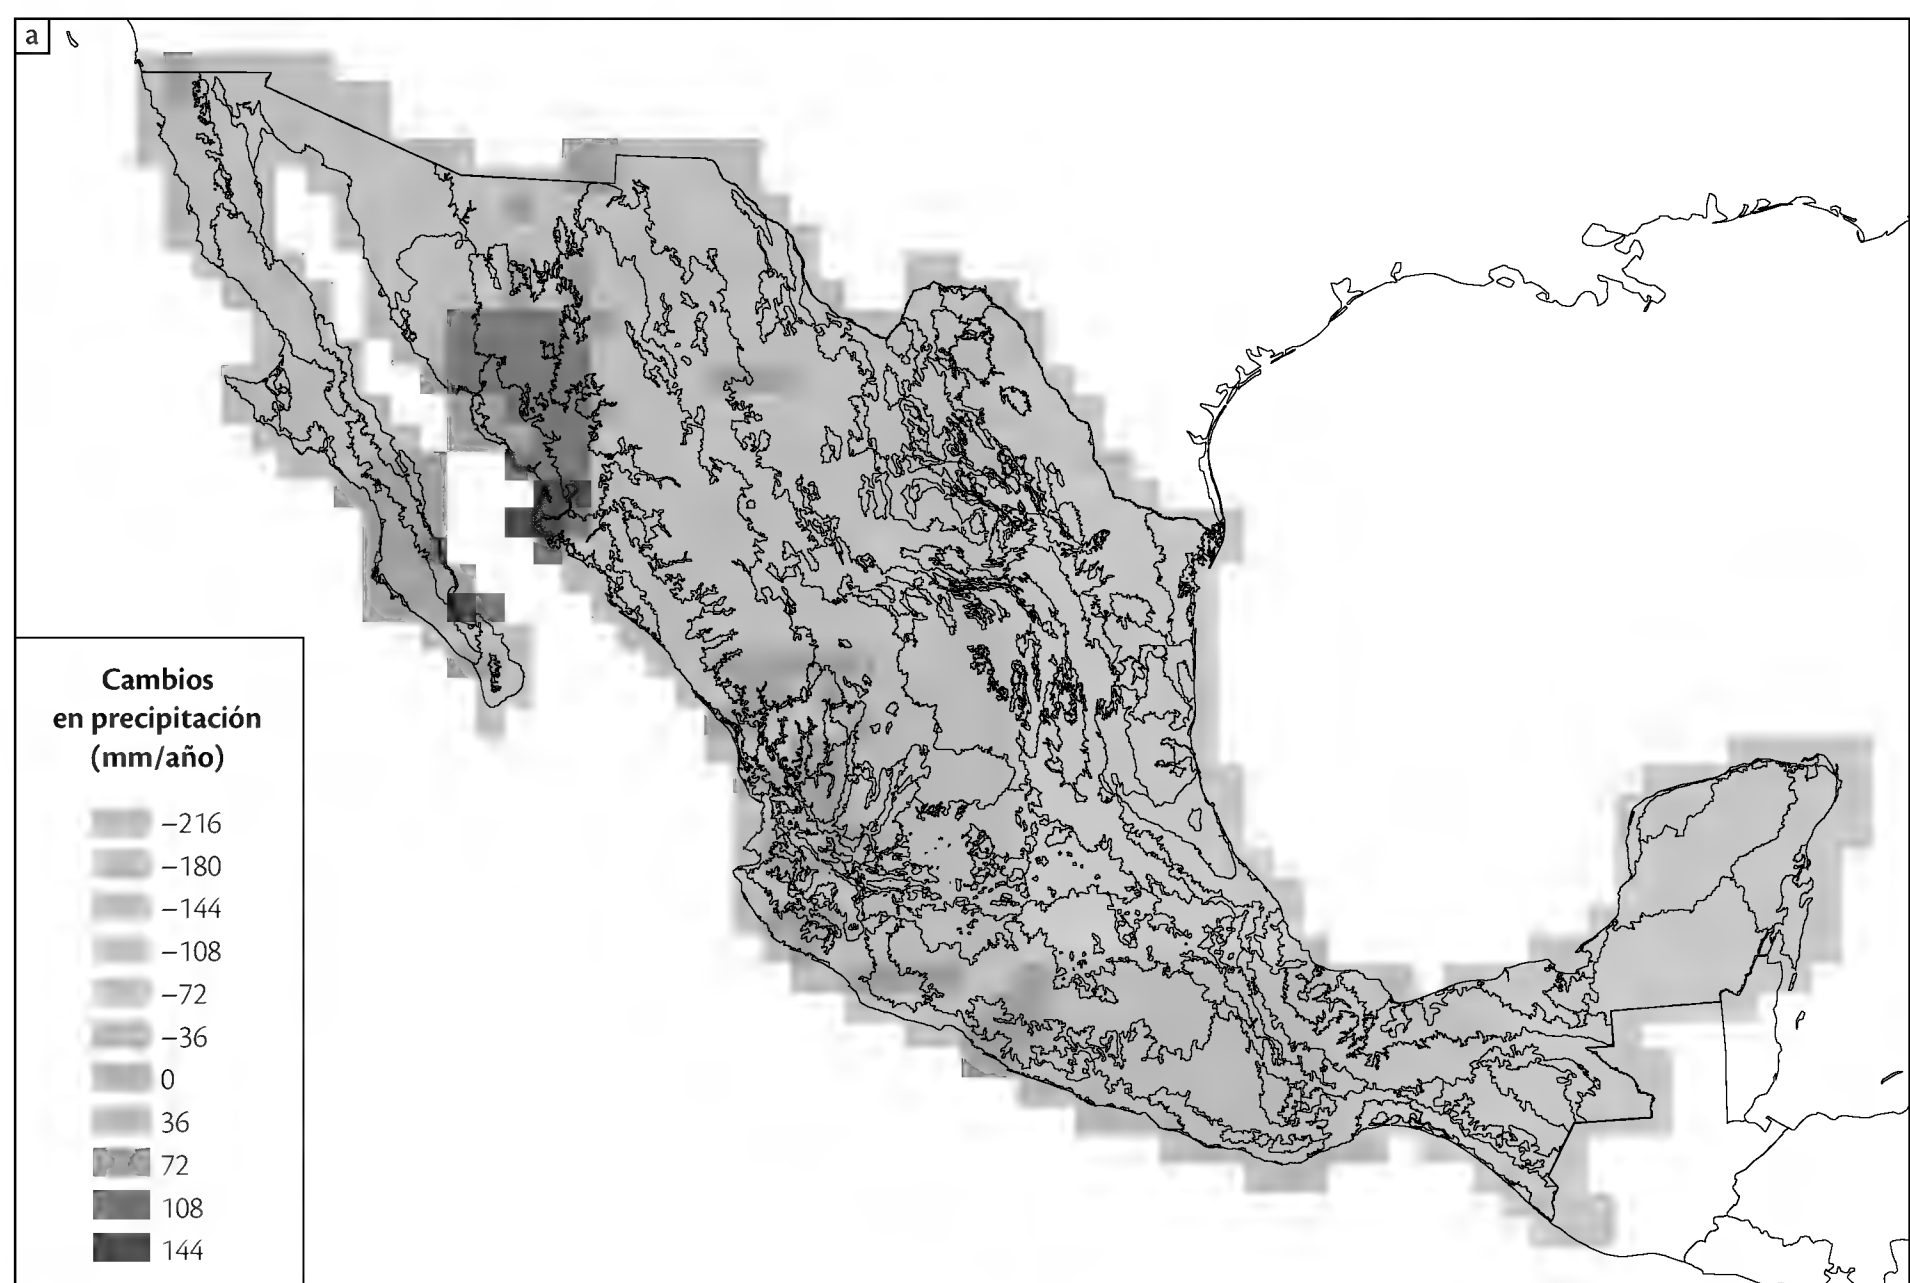 a
Cambios
en precipitación
(mm/año)
–216
–180
–144
–108
–72
–36
0
36
72
108
144